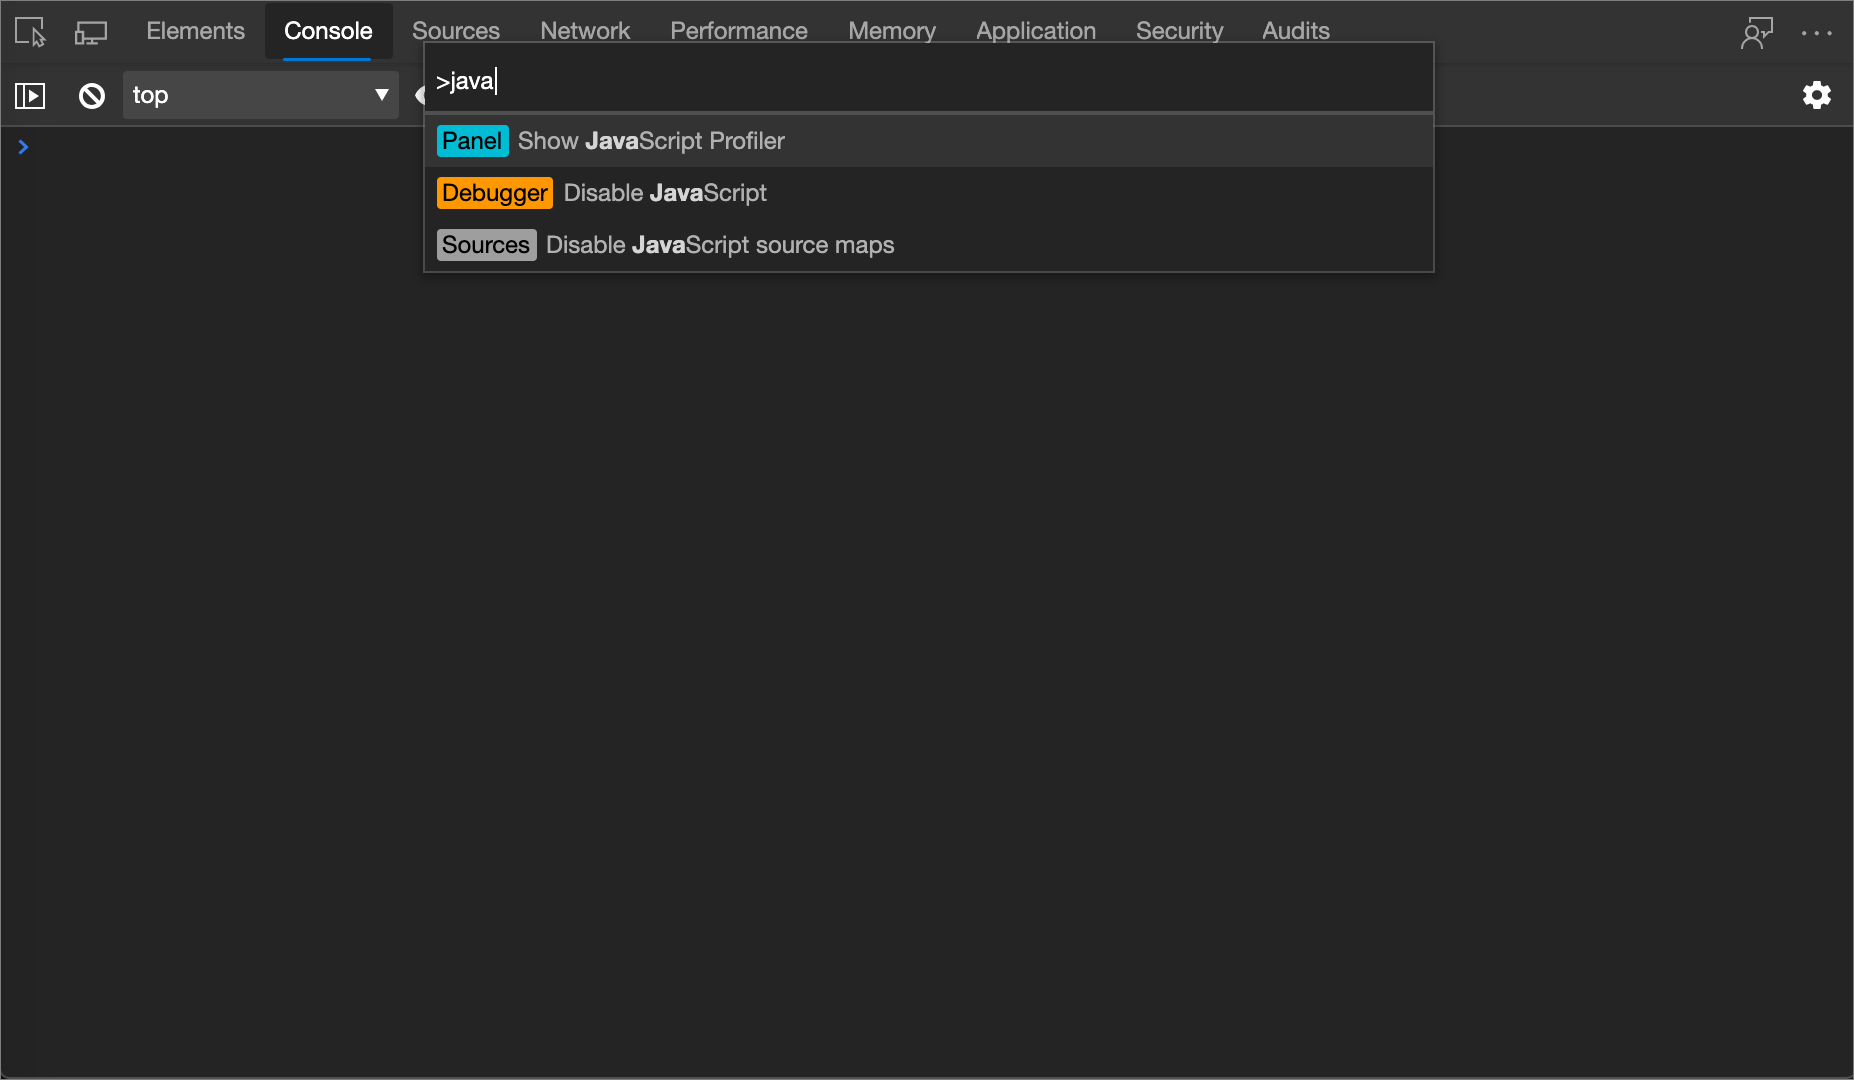 Elements Console Sources Network Performance Memory Application Security Audits
>java
top
Panel Show JavaScript Profiler
Debugger Disable JavaScript
Sources Disable JavaScript source maps